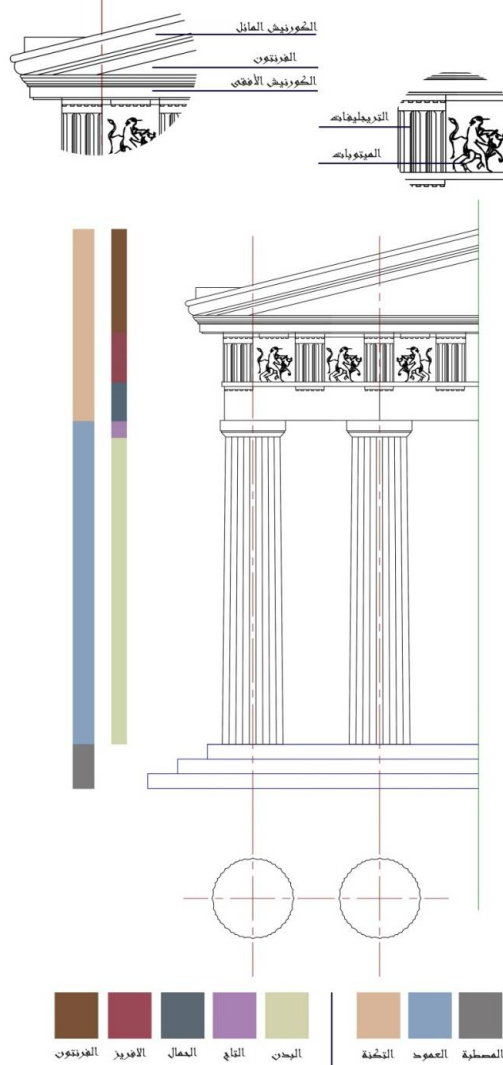 الكورنيش المائل
الفرنتون
الكورنيش الأفقي
التريجليفات
الميتوبات
المصطبة
العمود
التكنة
البدن
التاج
الحمال
الافريز
الفرنتون